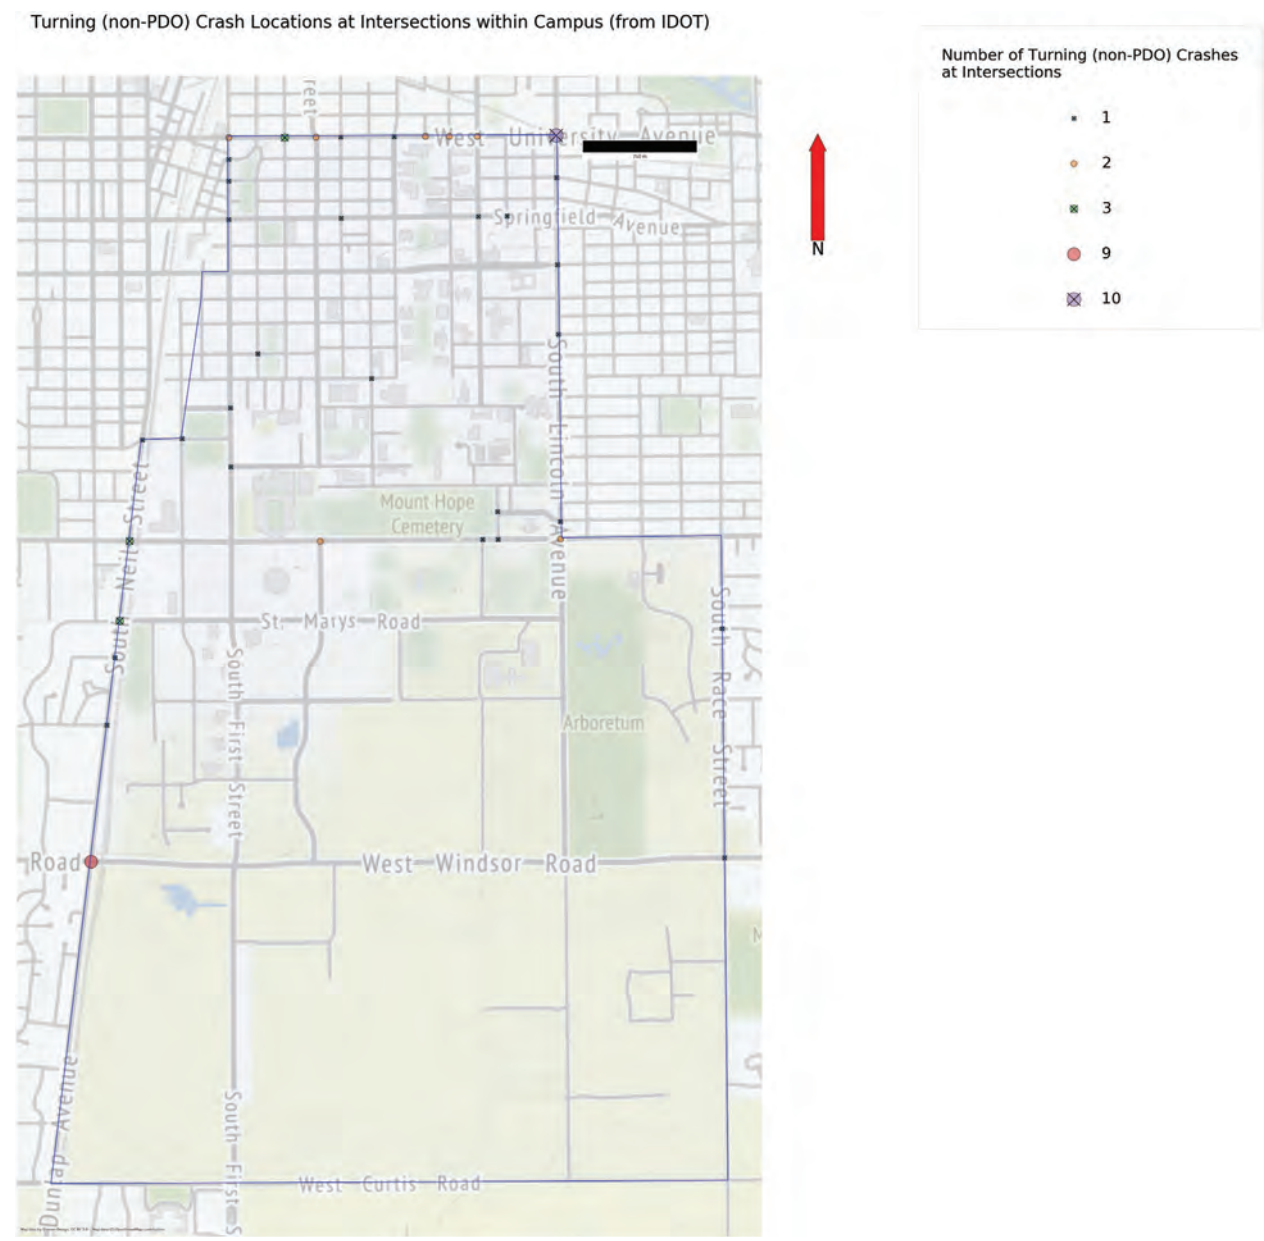 Turning (non-PDO) Crash Locations at Intersections within Campus (from IDOT)
Number of Turning (non-PDO) Crashes
at Intersections
1
2
3
9
10
N
reet
West University Avenue
Springfield Avenue
South Lincoln Avenue
Mount Hope
Cemetery
South Neil Street
St. Marys Road
South First Street
South Race Street
Arboretum
Road
West Windsor Road
M
Dunlap Avenue
South First S
West Curtis Road